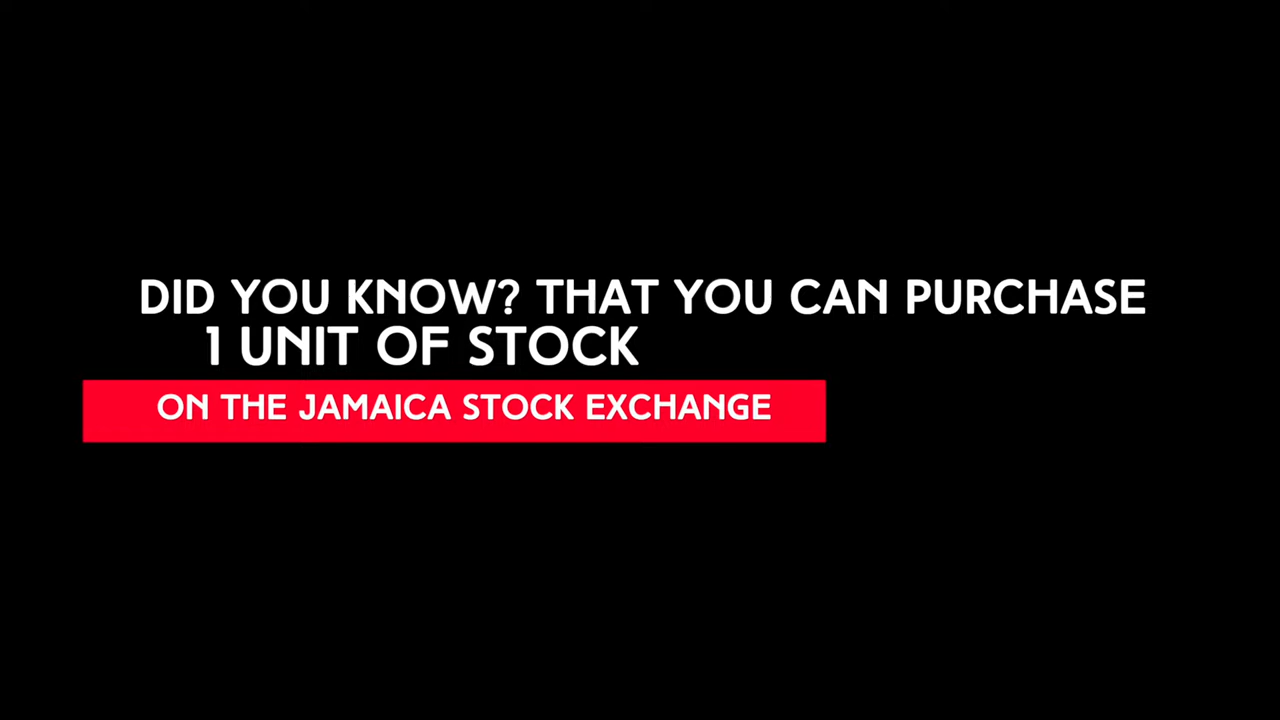 DID YOU KNOW? THAT YOU CAN PURCHASE
1 UNIT OF STOCK
ON THE JAMAICA STOCK EXCHANGE